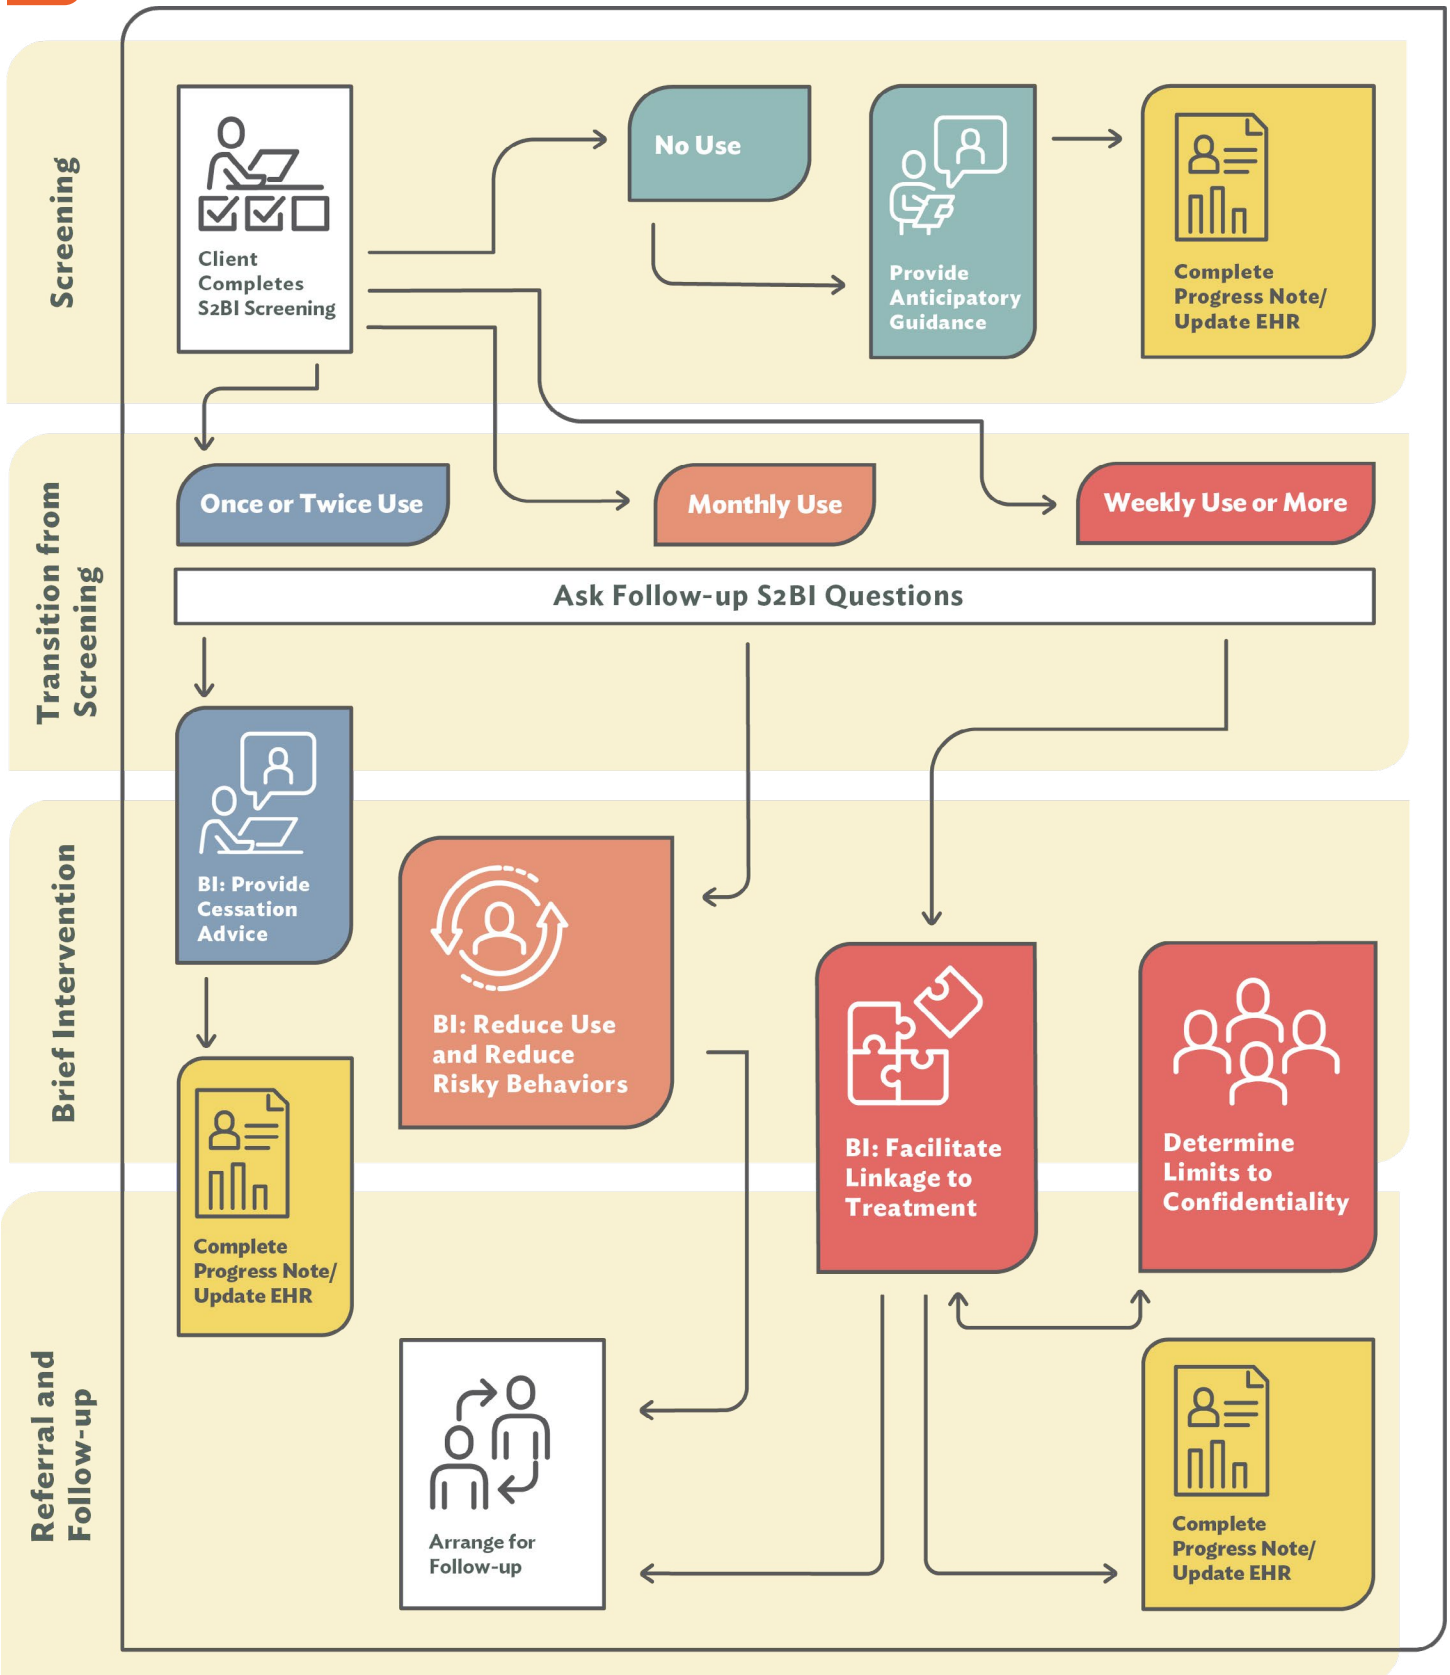 Screening
Client
Completes
S2BI Screening
No Use
Provide
Anticipatory
Guidance
Complete
Progress Note/
Update EHR
Transition from
Screening
Once or Twice Use
Monthly Use
Weekly Use or More
Ask Follow-up S2BI Questions
Brief Intervention
BI: Provide
Cessation
Advice
BI: Reduce Use
and Reduce
Risky Behaviors
BI: Facilitate
Linkage to
Treatment
Determine
Limits to
Confidentiality
Complete
Progress Note/
Update EHR
Referral and
Follow-up
Arrange for
Follow-up
Complete
Progress Note/
Update EHR